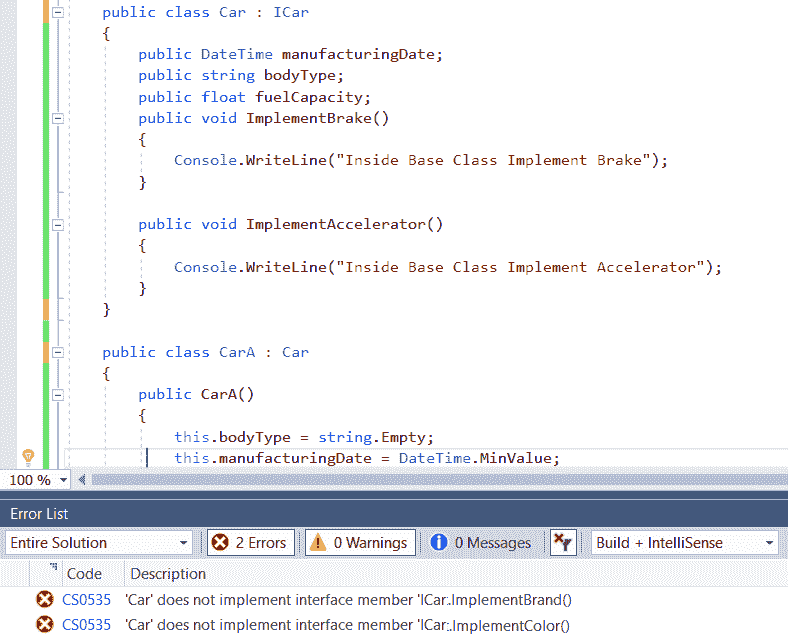 public class Car : ICar
{
public DateTime manufacturingDate;
public string bodyType;
public float fuelCapacity;
public void ImplementBrake()
{
Console.WriteLine("Inside Base Class Implement Brake");
}
public void ImplementAccelerator()
{
Console.WriteLine("Inside Base Class Implement Accelerator");
}
}
public class CarA : Car
{
public CarA()
{
this.bodyType = string.Empty;
this.manufacturingDate = DateTime.MinValue;
100 %
Error List
Entire Solution 2 Errors 0 Warnings 0 Messages Build + IntelliSense
Code Description
CS0535 'Car' does not implement interface member 'ICar.ImplementBrand()
CS0535 'Car' does not implement interface member 'ICar.ImplementColor()